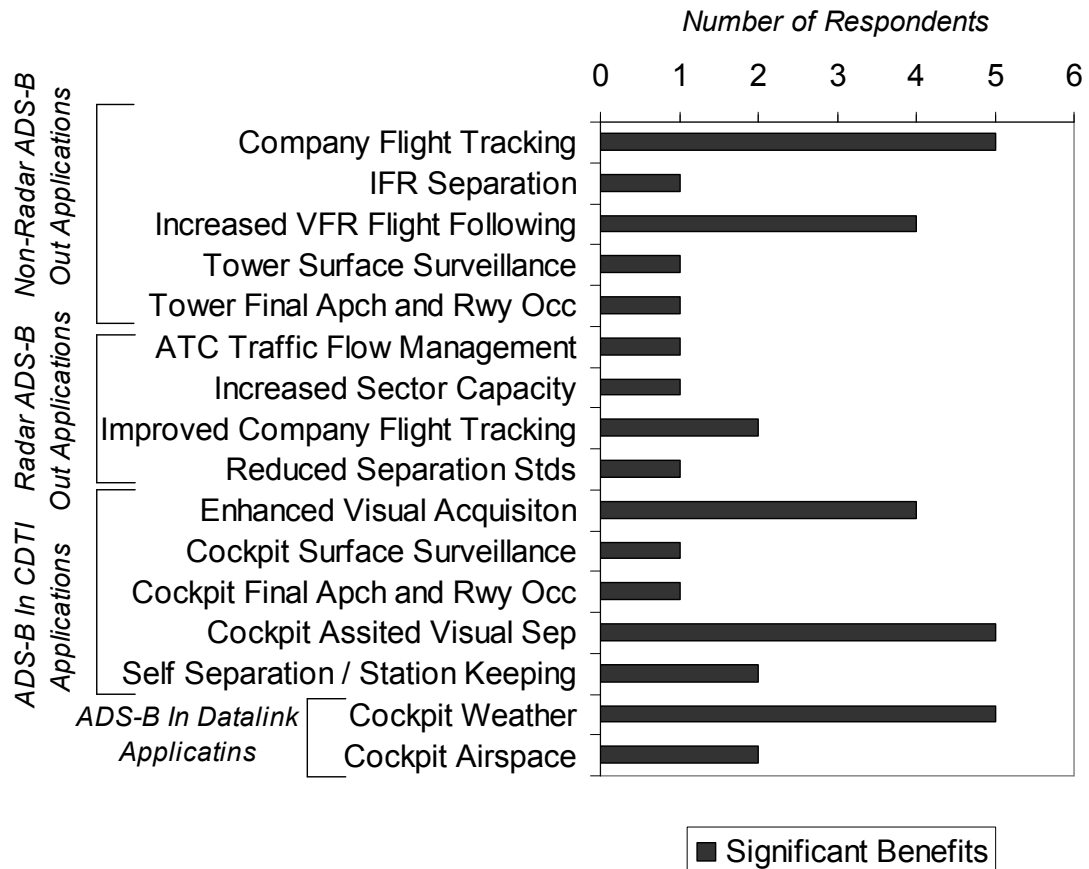 Number of Respondents
0 1 2 3 4 5 6
Non-Radar ADS-B
Out Applications
Company Flight Tracking
IFR Separation
Increased VFR Flight Following
Tower Surface Surveillance
Tower Final Apch and Rwy Occ
Radar ADS-B
Out Applications
ATC Traffic Flow Management
Increased Sector Capacity
Improved Company Flight Tracking
Reduced Separation Stds
ADS-B In CDTI
Applications
Enhanced Visual Acquisiton
Cockpit Surface Surveillance
Cockpit Final Apch and Rwy Occ
Cockpit Assited Visual Sep
Self Separation / Station Keeping
ADS-B In Datalink
Applicatins
Cockpit Weather
Cockpit Airspace
Significant Benefits